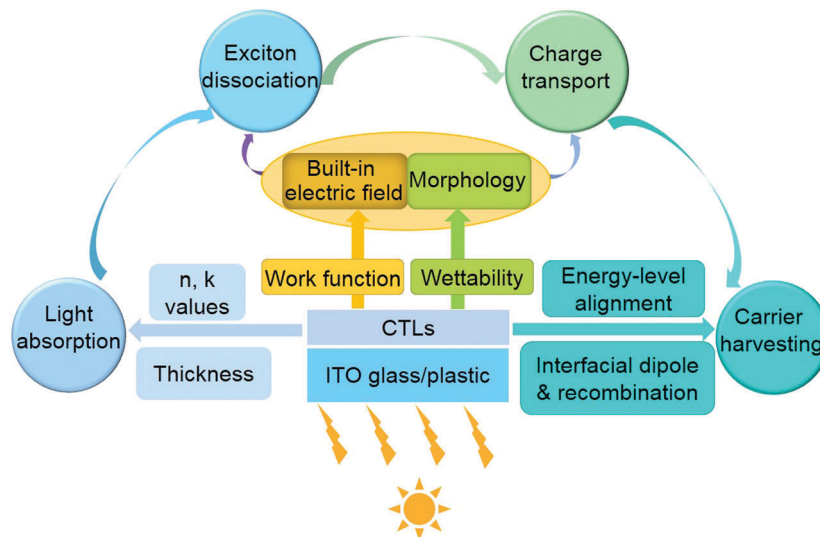 Exciton
dissociation
Charge
transport
Built-in
electric field
Morphology
Work function
Wettability
n, k
values
Energy-level
alignment
Light
absorption
CTLs
Carrier
harvesting
Thickness
ITO glass/plastic
Interfacial dipole
& recombination